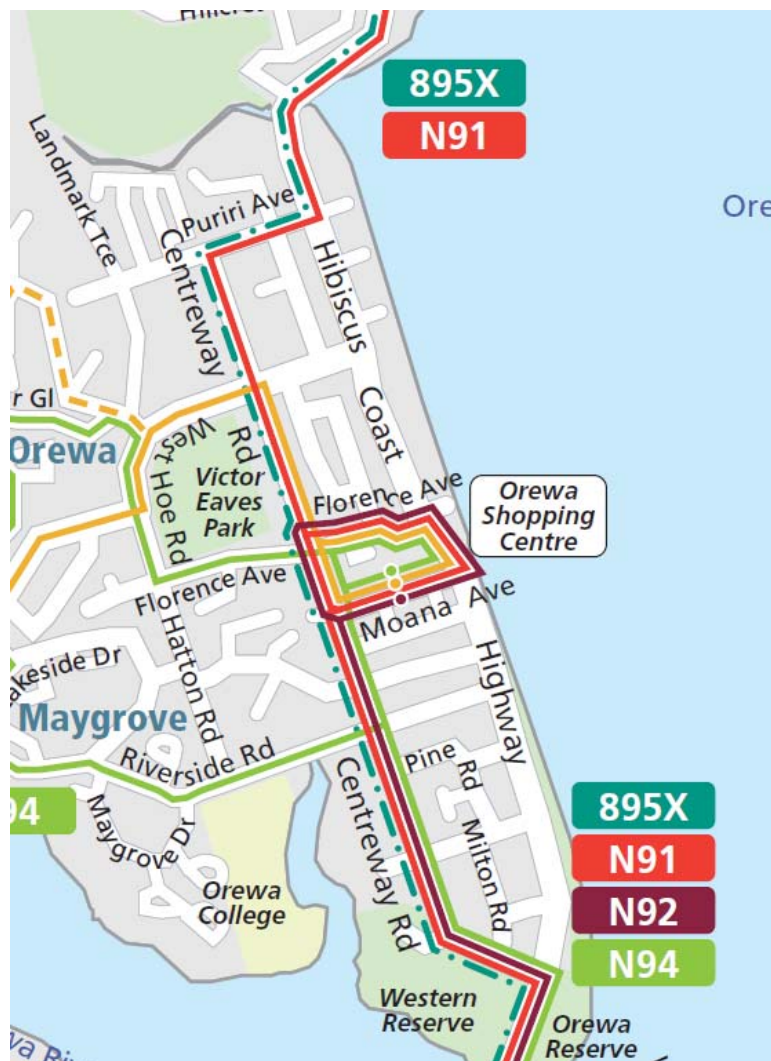 895X
N91
Landmark Tce
Puriri Ave
Centreway
Rd
Hibiscus
Coast
Highway
Ore
r Gl
Orewa
West Hoe Rd
Victor
Eaves
Park
Florence Ave
Orewa
Shopping
Centre
Florence Ave
Moana Ave
Hatton Rd
akeside Dr
Maygrove
Riverside Rd
Pine
Rd
Centreway Rd
Milton Rd
94
Maygrove Dr
Orewa
College
895X
N91
N92
N94
Western
Reserve
Orewa
Reserve